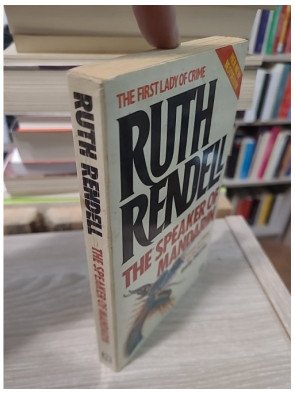 THE FIRST LADY OF CRIME
RUTH
RENDELL
THE SPEAKER OF
MANDARIN
RUTH RENDELL THE SPEAKER OF MANDARIN